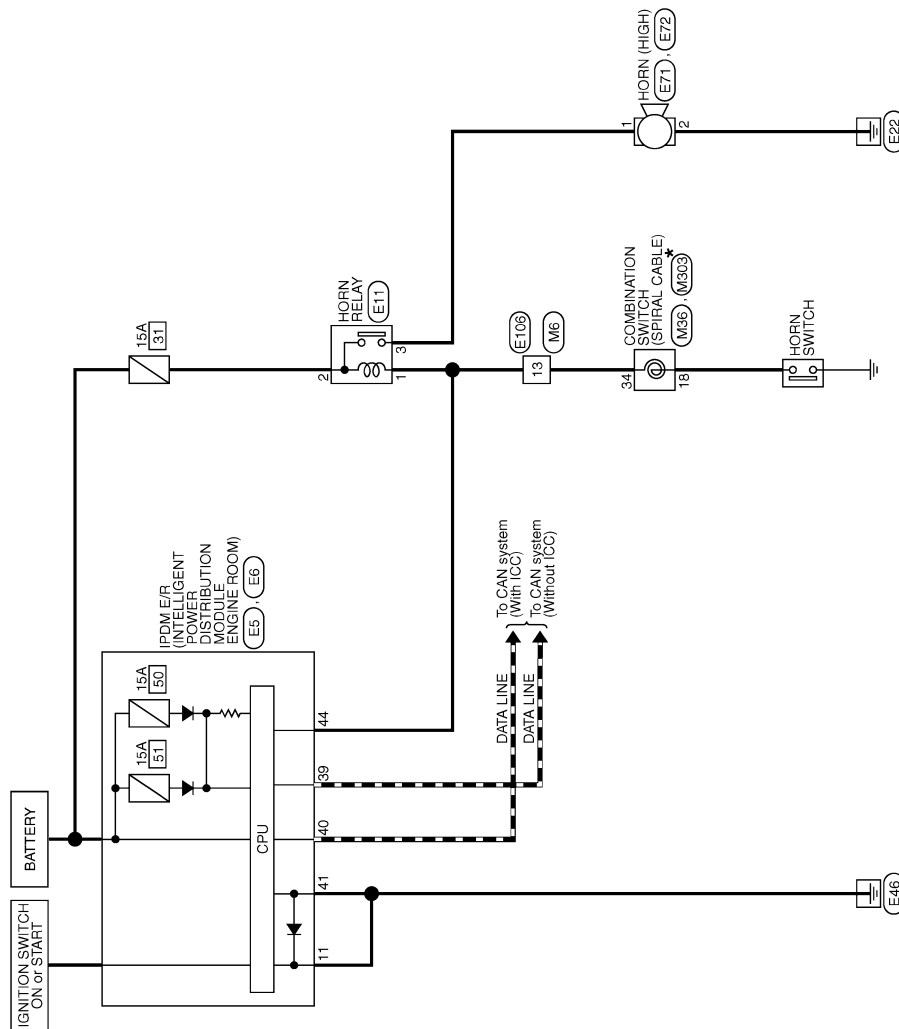 IGNITION SWITCH
ON or START
BATTERY
IPDM E/R
(INTELLIGENT
POWER
DISTRIBUTION
MODULE
ENGINE ROOM)
E5 , E6
15A
51
15A
50
CPU
11
41
40
39
44
E46
DATA LINE
DATA LINE
To CAN system
(With ICC)
To CAN system
(Without ICC)
15A
31
HORN
RELAY
E11
2
1
3
E106
13
M6
COMBINATION
SWITCH
(SPIRAL CABLE)
M36 , M303 *
34
18
HORN
SWITCH
HORN (HIGH)
E71 , E72
1
2
E22